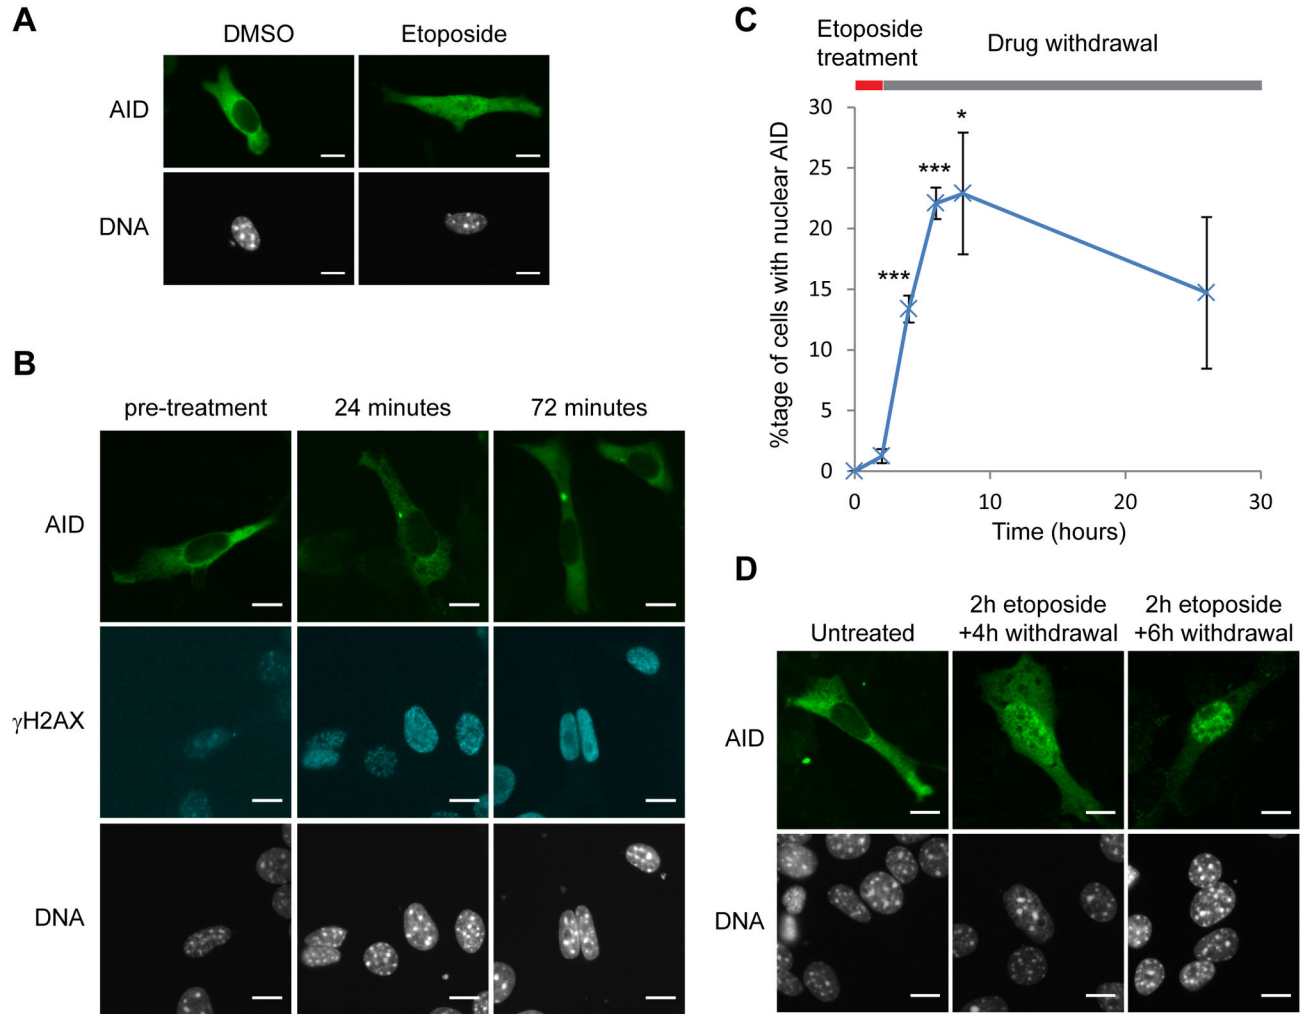 A
DMSO
Etoposide
AID
DNA
B
pre-treatment
24 minutes
72 minutes
AID
γH2AX
DNA
C
Etoposide
treatment
Drug withdrawal
%tage of cells with nuclear AID
30
25
20
15
10
5
0
***
***
*
0
10
20
30
Time (hours)
D
Untreated
2h etoposide
+4h withdrawal
2h etoposide
+6h withdrawal
AID
DNA